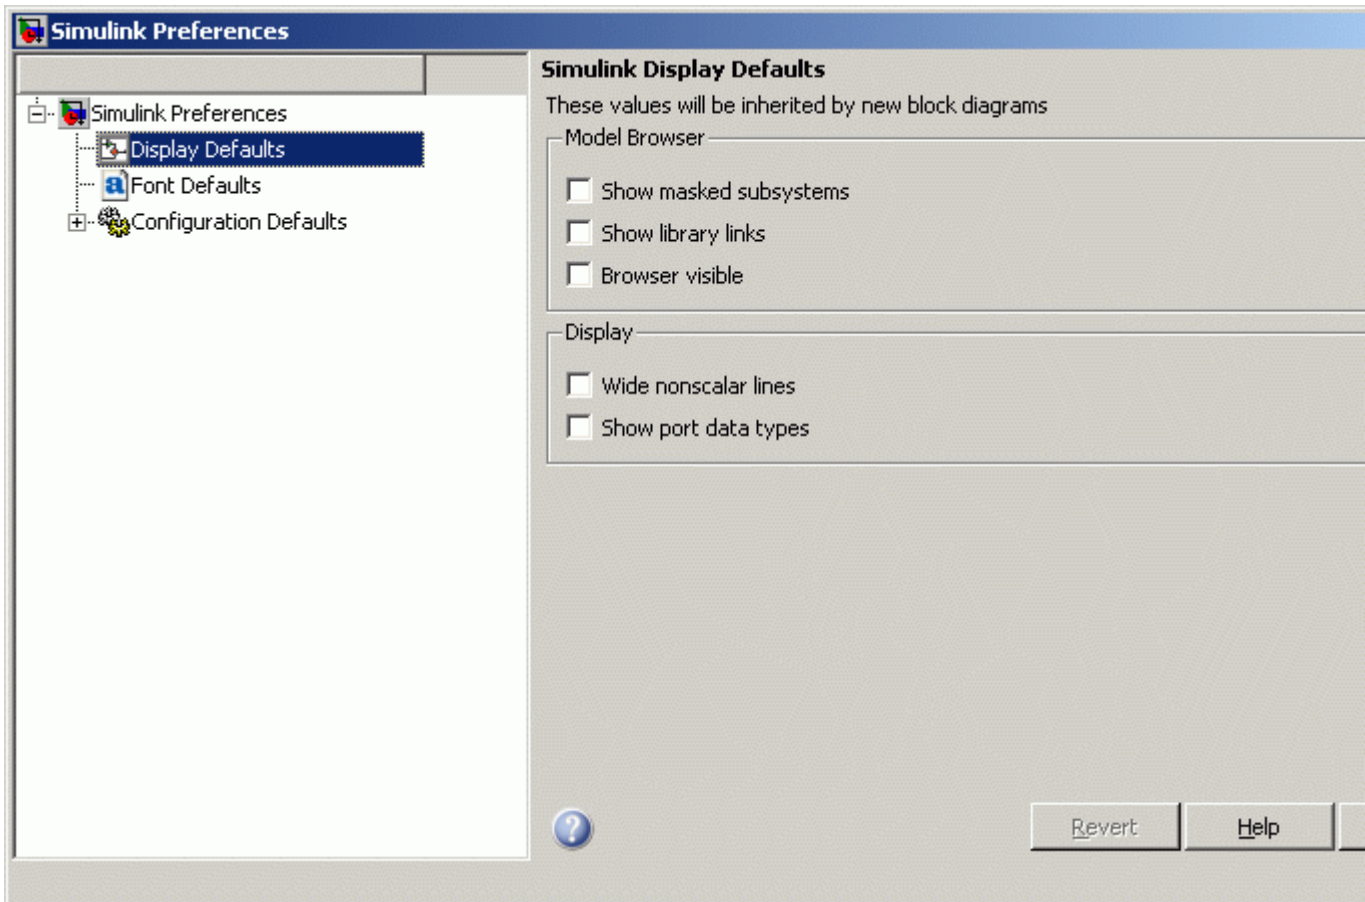 Simulink Preferences
Simulink Preferences
Display Defaults
Font Defaults
Configuration Defaults
Simulink Display Defaults
These values will be inherited by new block diagrams
Model Browser
Show masked subsystems
Show library links
Browser visible
Display
Wide nonscalar lines
Show port data types
Revert
Help